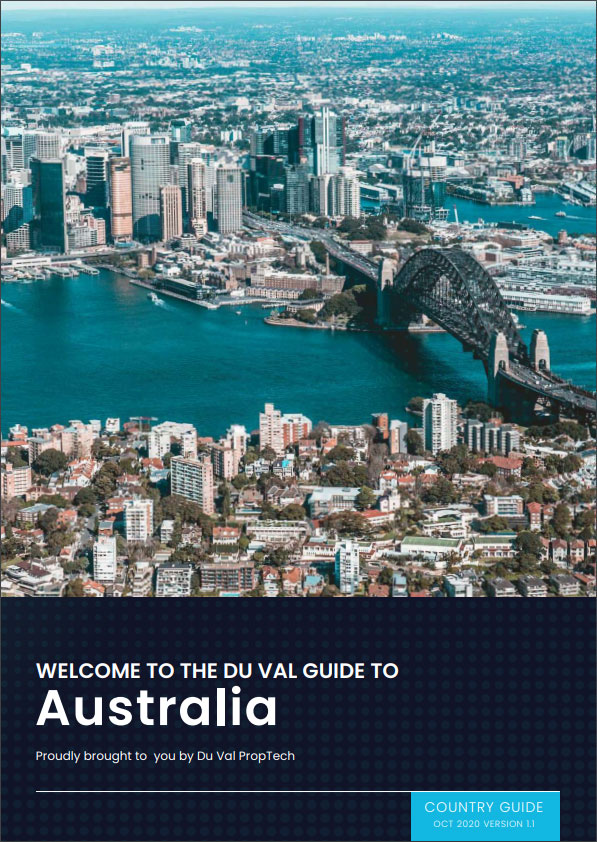 WELCOME TO THE DU VAL GUIDE TO
Australia
Proudly brought to  you by Du Val PropTech
COUNTRY GUIDE
OCT 2020 VERSION 1.1